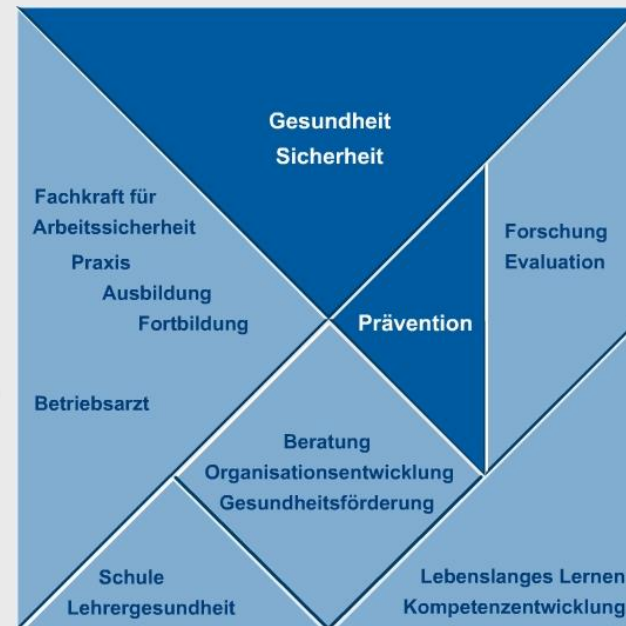 Gesundheit
Sicherheit
Fachkraft für
Arbeitssicherheit
Praxis
Ausbildung
Fortbildung
Betriebsarzt
Prävention
Forschung
Evaluation
Beratung
Organisationsentwicklung
Gesundheitsförderung
Schule
Lehrergesundheit
Lebenslanges Lernen
Kompetenzentwicklung